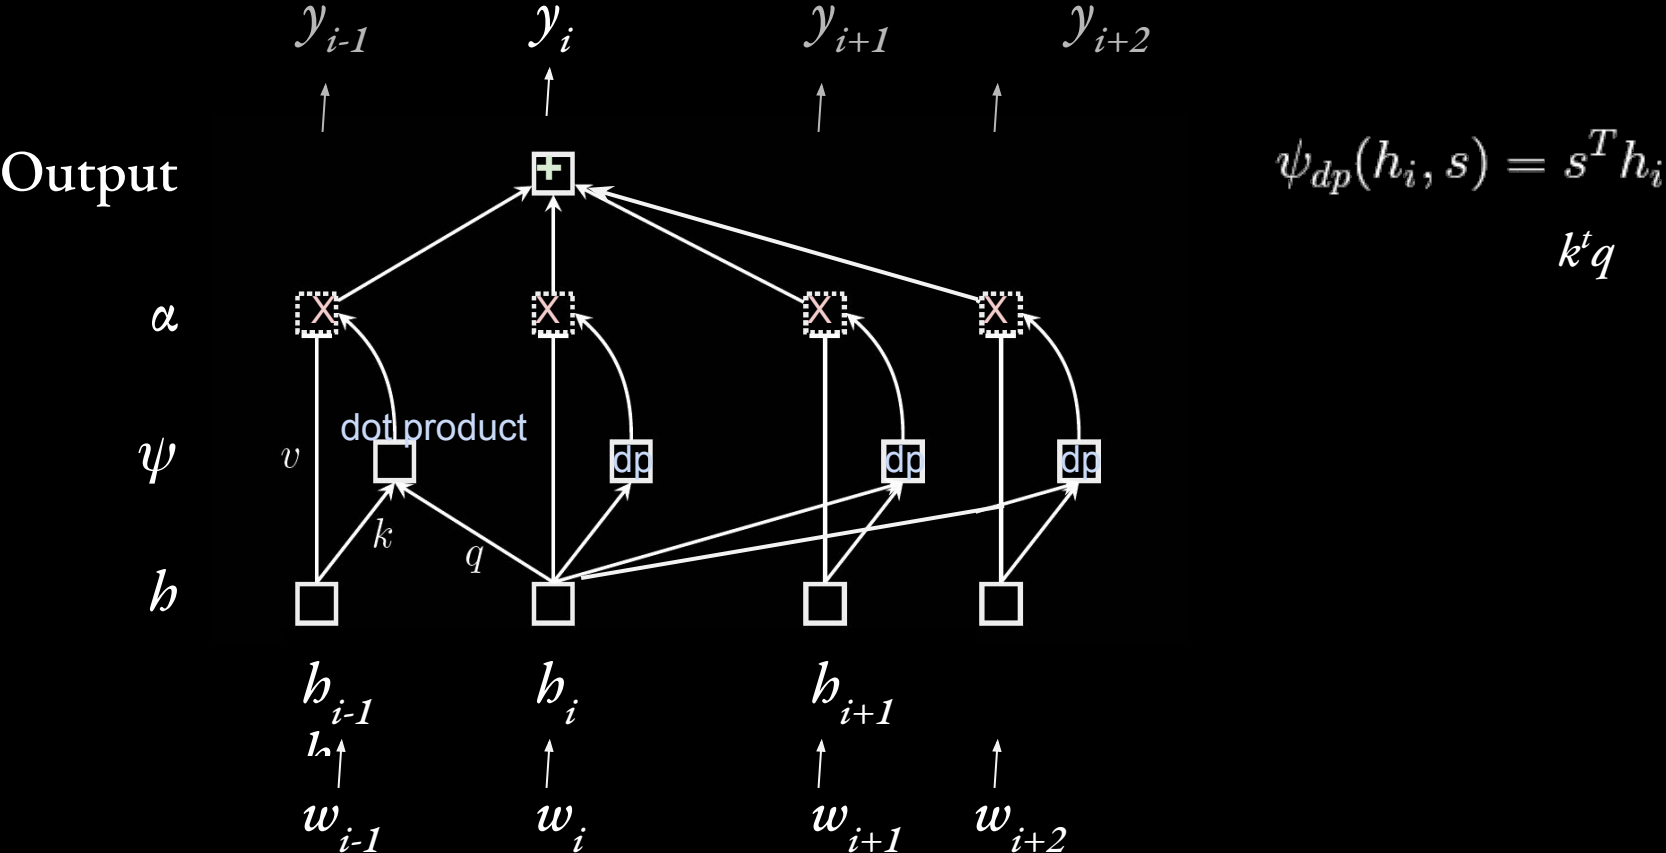 y_{i-1} y_i y_{i+1} y_{i+2}
Output +
ψ_{dp}(h_i, s) = s^T h_i
k^t q
α X X X X
dot product
ψ v dp dp dp
k q
h
h_{i-1} h_i h_{i+1}
h
w_{i-1} w_i w_{i+1} w_{i+2}